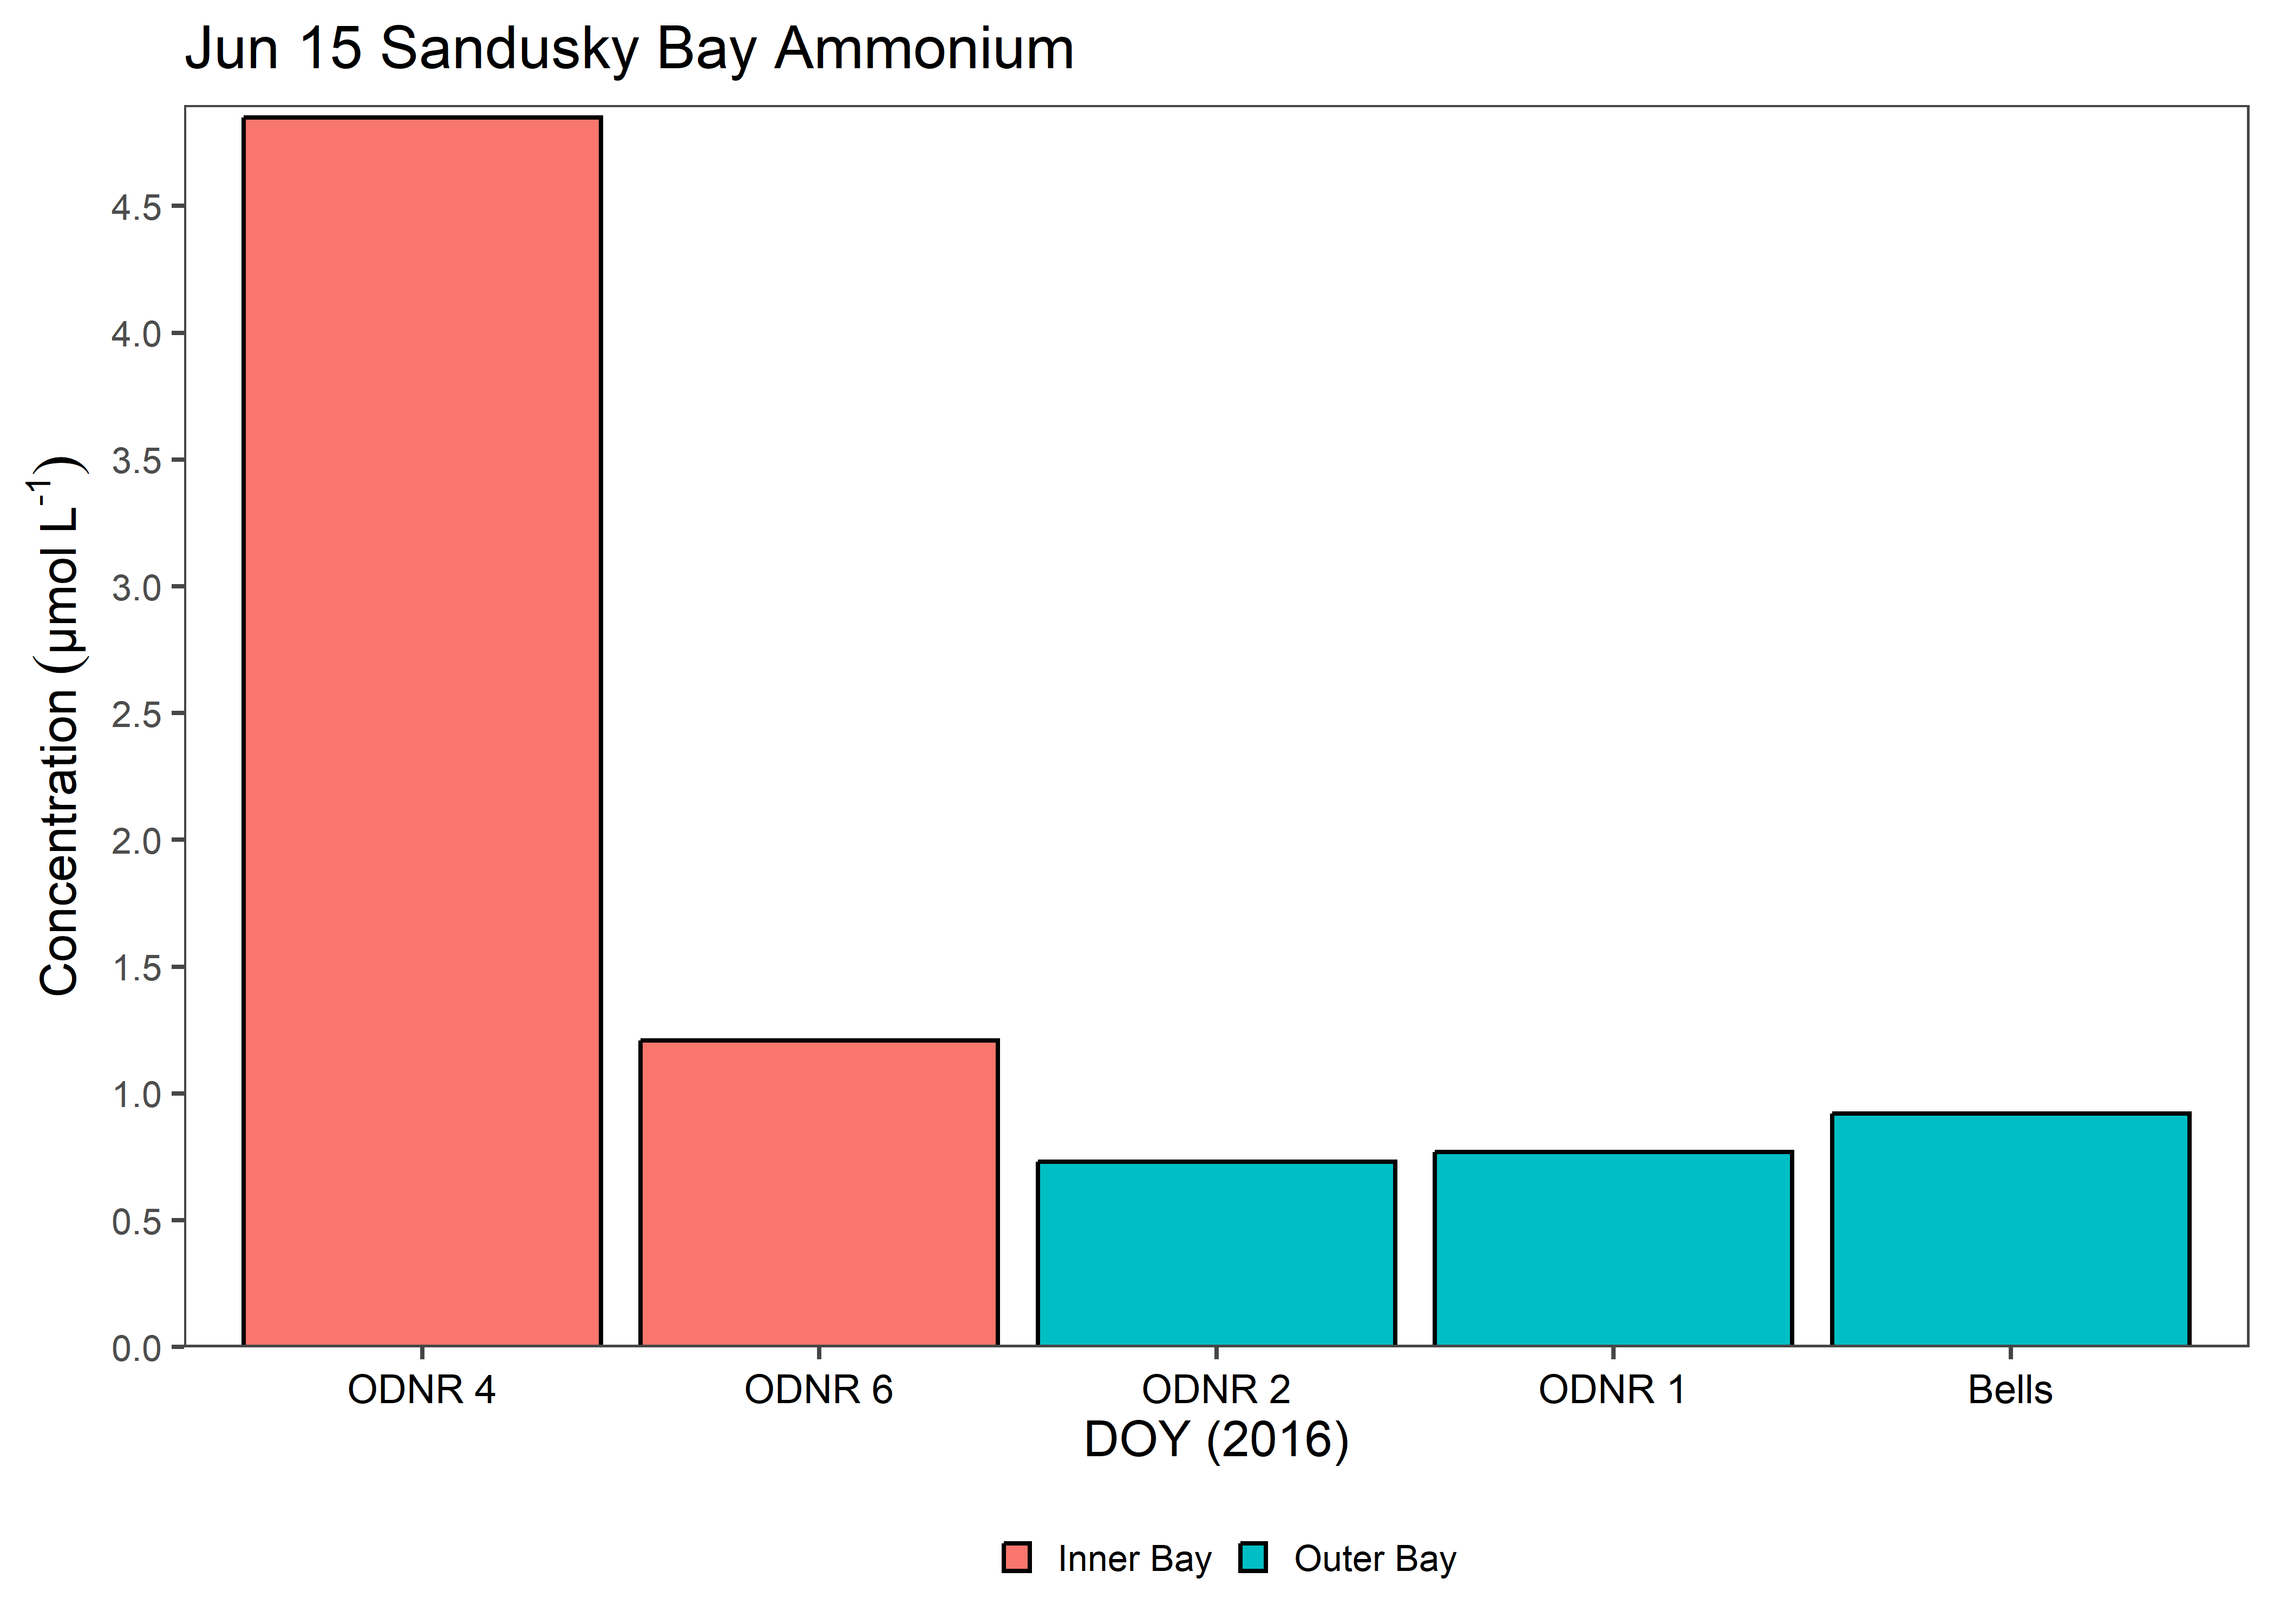 Jun 15 Sandusky Bay Ammonium
Concentration (µmol L⁻¹)
4.5
4.0
3.5
3.0
2.5
2.0
1.5
1.0
0.5
0.0
ODNR 4 ODNR 6 ODNR 2 ODNR 1 Bells
DOY (2016)
Inner Bay Outer Bay